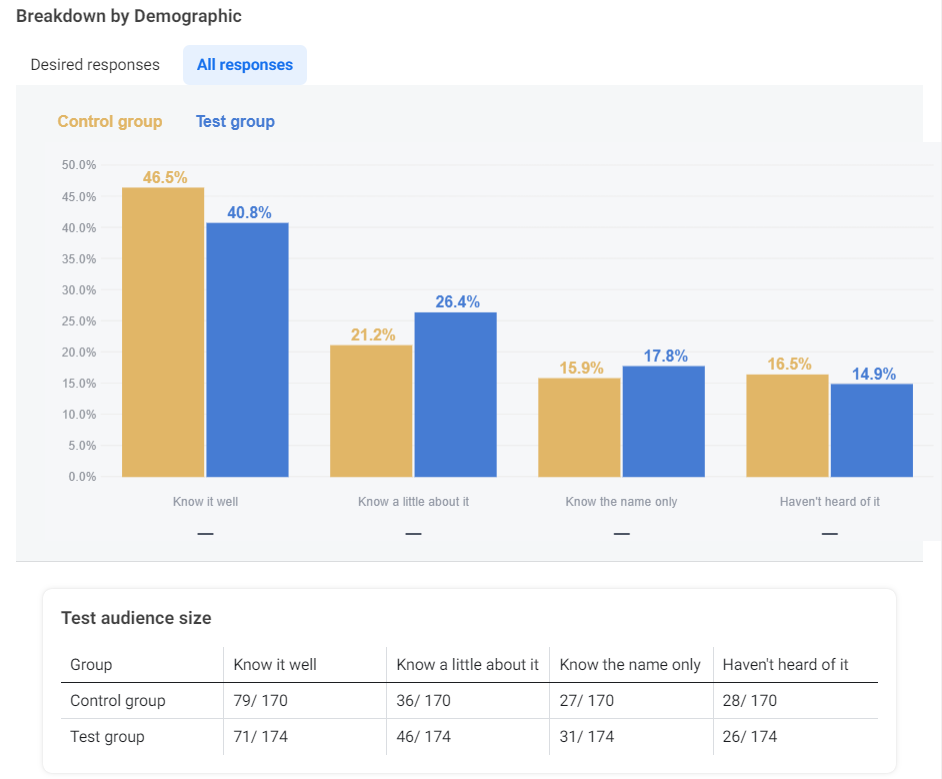 Breakdown by Demographic
Desired responses All responses
Control group Test group
50.0%
45.0%
40.0%
35.0%
30.0%
25.0%
20.0%
15.0%
10.0%
5.0%
0.0%
46.5% 40.8% 21.2% 26.4% 15.9% 17.8% 16.5% 14.9%
Know it well Know a little about it Know the name only Haven't heard of it
— — — —
Test audience size
Group Know it well Know a little about it Know the name only Haven't heard of it
Control group 79/ 170 36/ 170 27/ 170 28/ 170
Test group 71/ 174 46/ 174 31/ 174 26/ 174